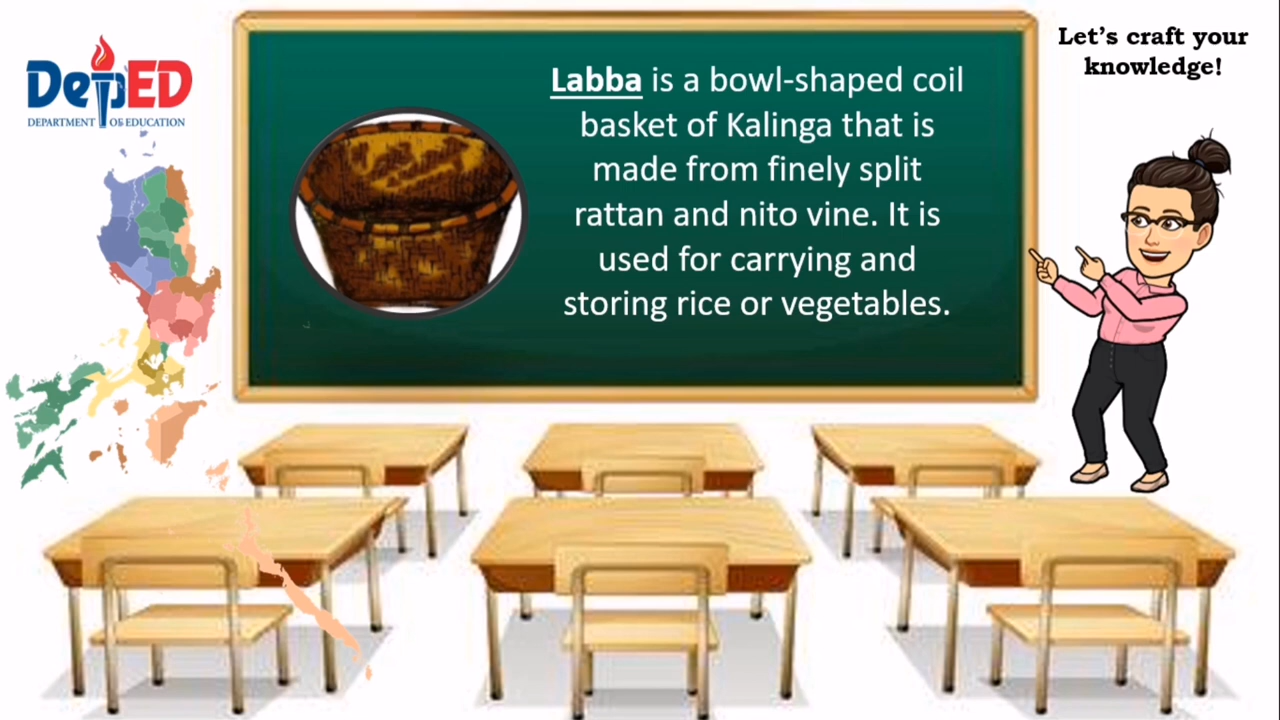 DepED
DEPARTMENT OF EDUCATION
Let's craft your
knowledge!
Labba is a bowl-shaped coil
basket of Kalinga that is
made from finely split
rattan and nito vine. It is
used for carrying and
storing rice or vegetables.